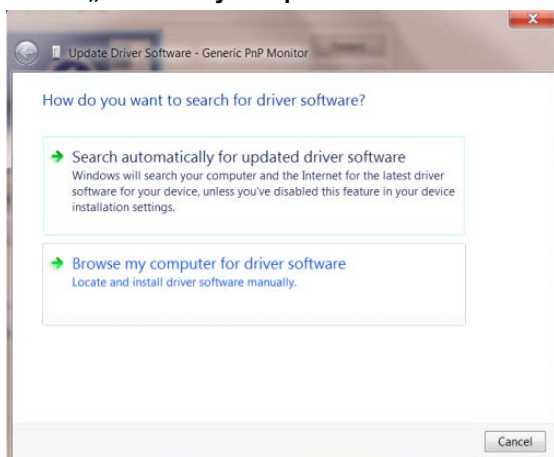 Update Driver Software - Generic PnP Monitor
How do you want to search for driver software?
Search automatically for updated driver software
Windows will search your computer and the Internet for the latest driver
software for your device, unless you've disabled this feature in your device
installation settings.
Browse my computer for driver software
Locate and install driver software manually.
Cancel